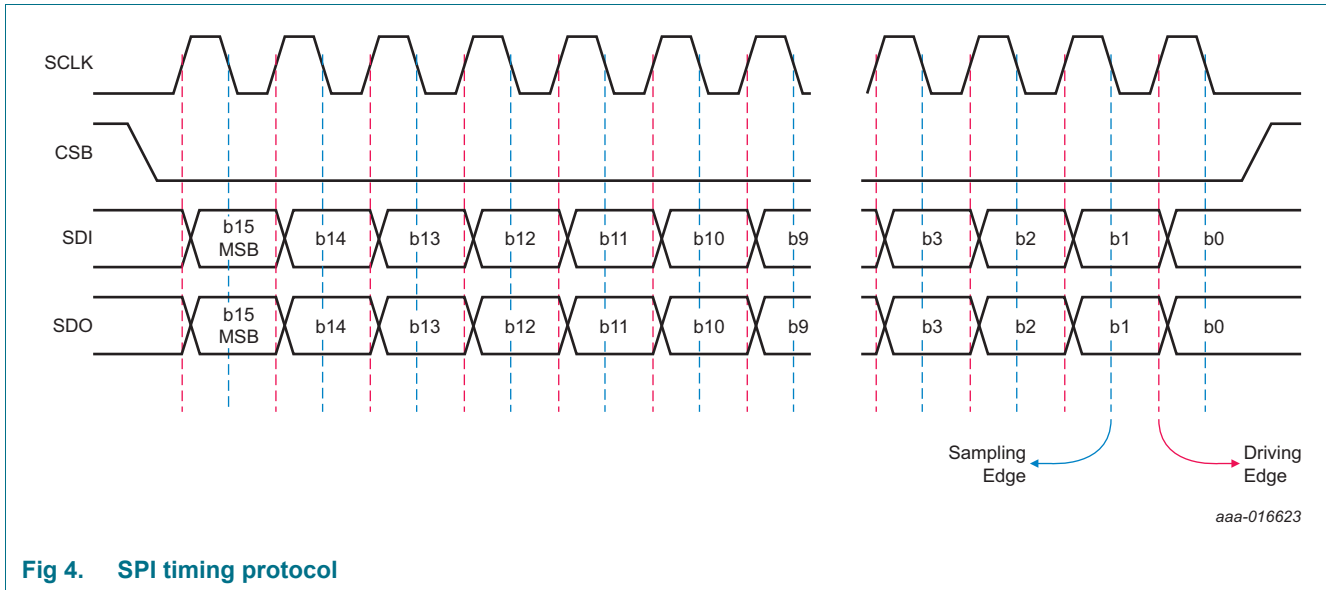 SCLK
CSB
SDI
b15
MSB
b14
b13
b12
b11
b10
b9
b3
b2
b1
b0
SDO
b15
MSB
b14
b13
b12
b11
b10
b9
b3
b2
b1
b0
Sampling
Edge
Driving
Edge
aaa-016623
Fig 4. SPI timing protocol